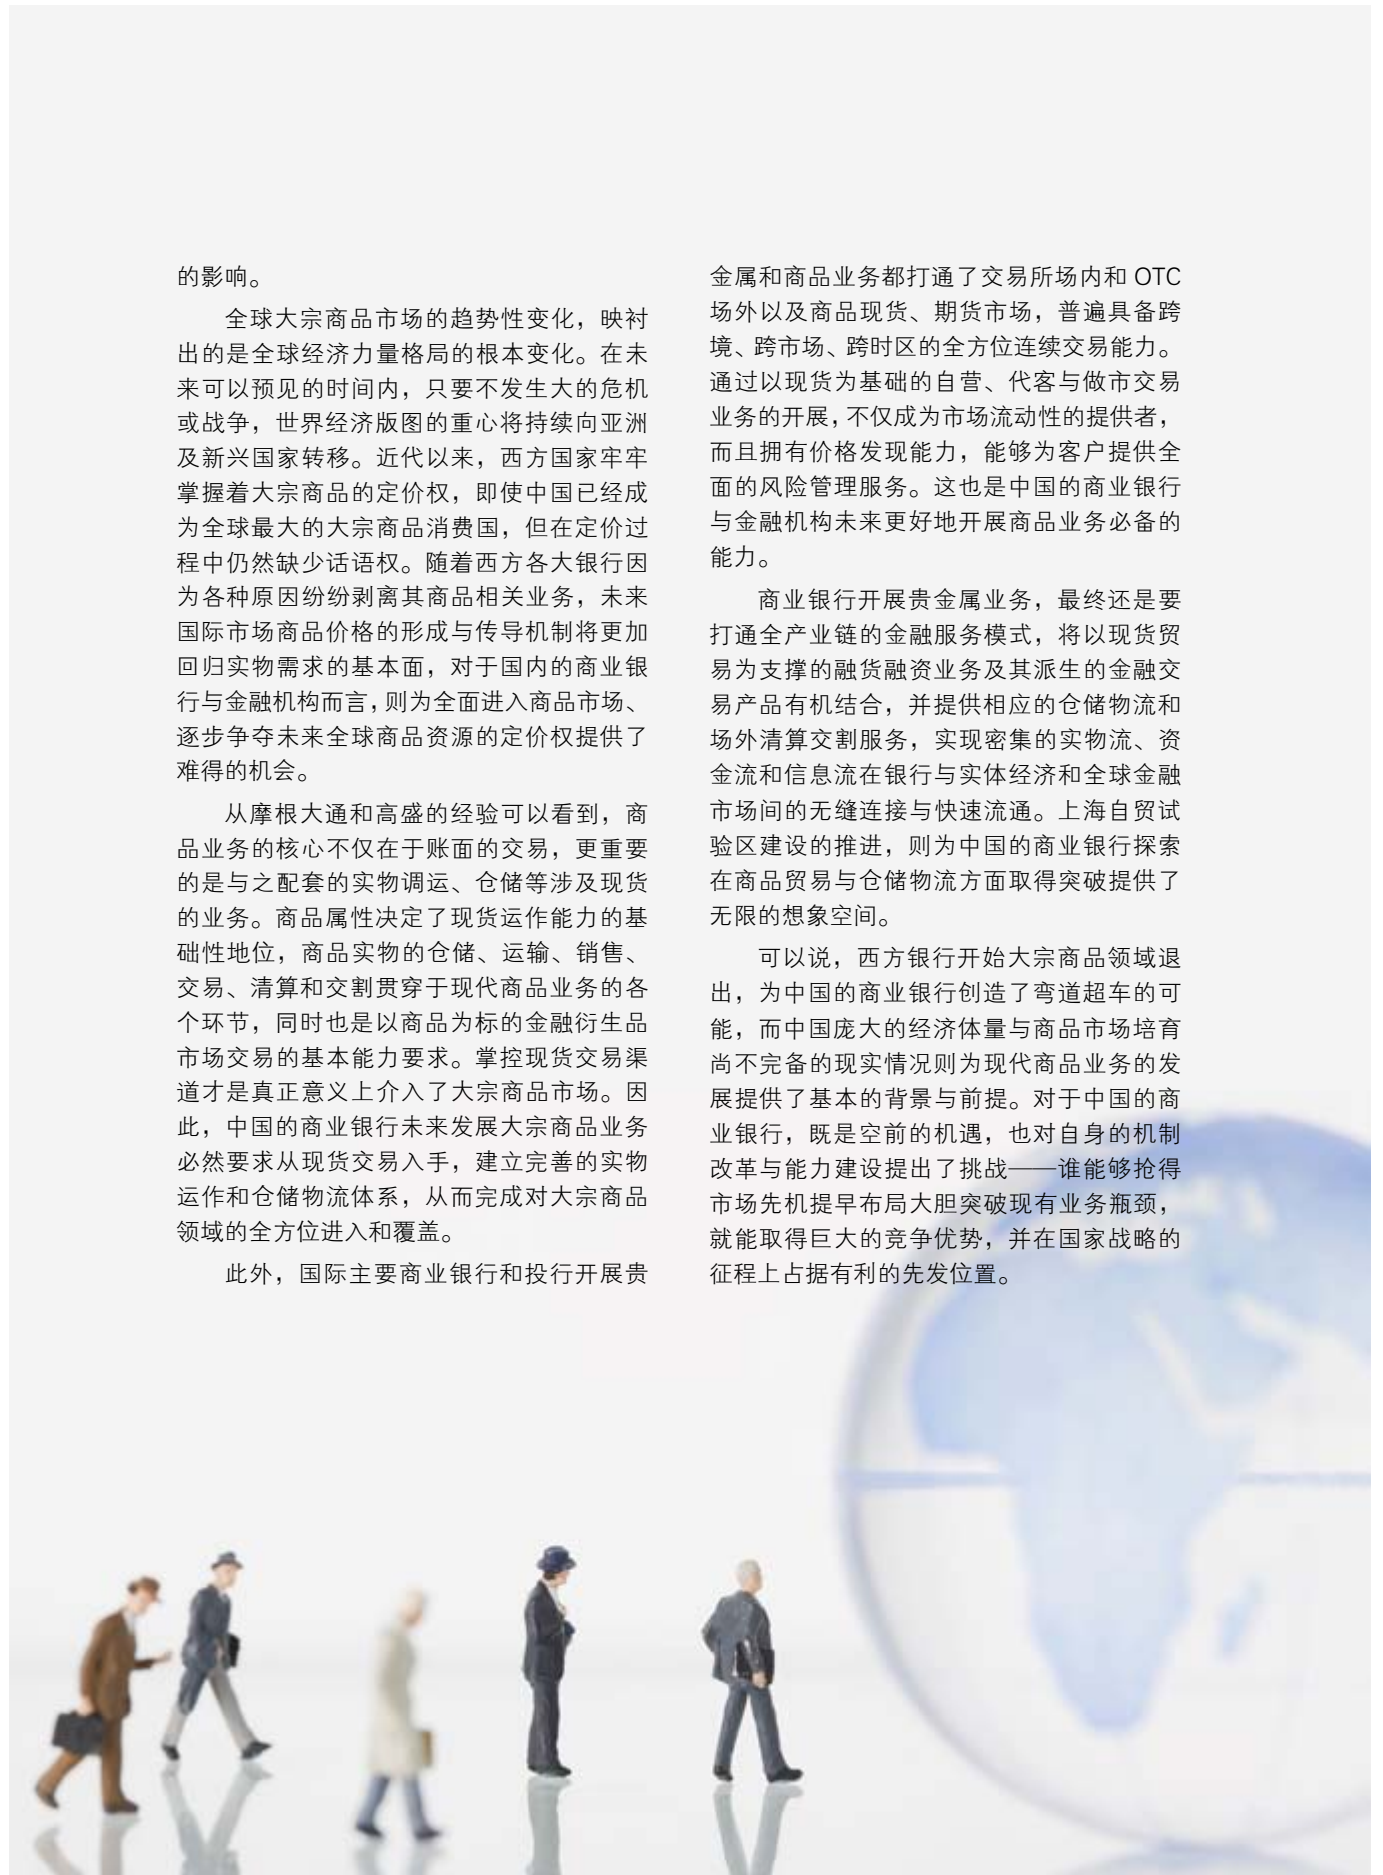 的影响。
全球大宗商品市场的趋势性变化，映衬
出的是全球经济力量格局的根本变化。在未
来可以预见的时间内，只要不发生大的危机
或战争，世界经济版图的重心将持续向亚洲
及新兴国家转移。近代以来，西方国家牢牢
掌握着大宗商品的定价权，即使中国已经成
为全球最大的大宗商品消费国，但在定价过
程中仍然缺少话语权。随着西方各大银行因
为各种原因纷纷剥离其商品相关业务，未来
国际市场商品价格的形成与传导机制将更加
回归实物需求的基本面，对于国内的商业银
行与金融机构而言，则为全面进入商品市场、
逐步争夺未来全球商品资源的定价权提供了
难得的机会。
从摩根大通和高盛的经验可以看到，商
品业务的核心不仅在于账面的交易，更重要
的是与之配套的实物调运、仓储等涉及现货
的业务。商品属性决定了现货运作能力的基
础性地位，商品实物的仓储、运输、销售、
交易、清算和交割贯穿于现代商品业务的各
个环节，同时也是以商品为标的金融衍生品
市场交易的基本能力要求。掌控现货交易渠
道才是真正意义上介入了大宗商品市场。因
此，中国的商业银行未来发展大宗商品业务
必然要求从现货交易入手，建立完善的实物
运作和仓储物流体系，从而完成对大宗商品
领域的全方位进入和覆盖。
此外，国际主要商业银行和投行开展贵
金属和商品业务都打通了交易所场内和 OTC
场外以及商品现货、期货市场，普遍具备跨
境、跨市场、跨时区的全方位连续交易能力。
通过以现货为基础的自营、代客与做市交易
业务的开展，不仅成为市场流动性的提供者，
而且拥有价格发现能力，能够为客户提供全
面的风险管理服务。这也是中国的商业银行
与金融机构未来更好地开展商品业务必备的
能力。
商业银行开展贵金属业务，最终还是要
打通全产业链的金融服务模式，将以现货贸
易为支撑的融货融资业务及其派生的金融交
易产品有机结合，并提供相应的仓储物流和
场外清算交割服务，实现密集的实物流、资
金流和信息流在银行与实体经济和全球金融
市场间的无缝连接与快速流通。上海自贸试
验区建设的推进，则为中国的商业银行探索
在商品贸易与仓储物流方面取得突破提供了
无限的想象空间。
可以说，西方银行开始大宗商品领域退
出，为中国的商业银行创造了弯道超车的可
能，而中国庞大的经济体量与商品市场培育
尚不完备的现实情况则为现代商品业务的发
展提供了基本的背景与前提。对于中国的商
业银行，既是空前的机遇，也对自身的机制
改革与能力建设提出了挑战——谁能够抢得
市场先机提早布局大胆突破现有业务瓶颈，
就能取得巨大的竞争优势，并在国家战略的
征程上占据有利的先发位置。